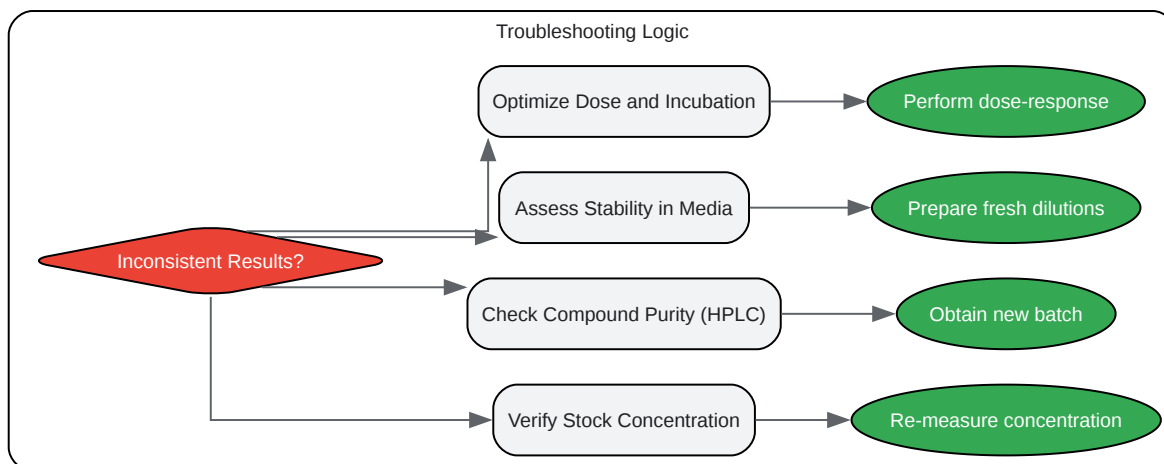 Troubleshooting Logic
Optimize Dose and Incubation
Perform dose-response
Assess Stability in Media
Prepare fresh dilutions
Inconsistent Results?
Check Compound Purity (HPLC)
Obtain new batch
Verify Stock Concentration
Re-measure concentration